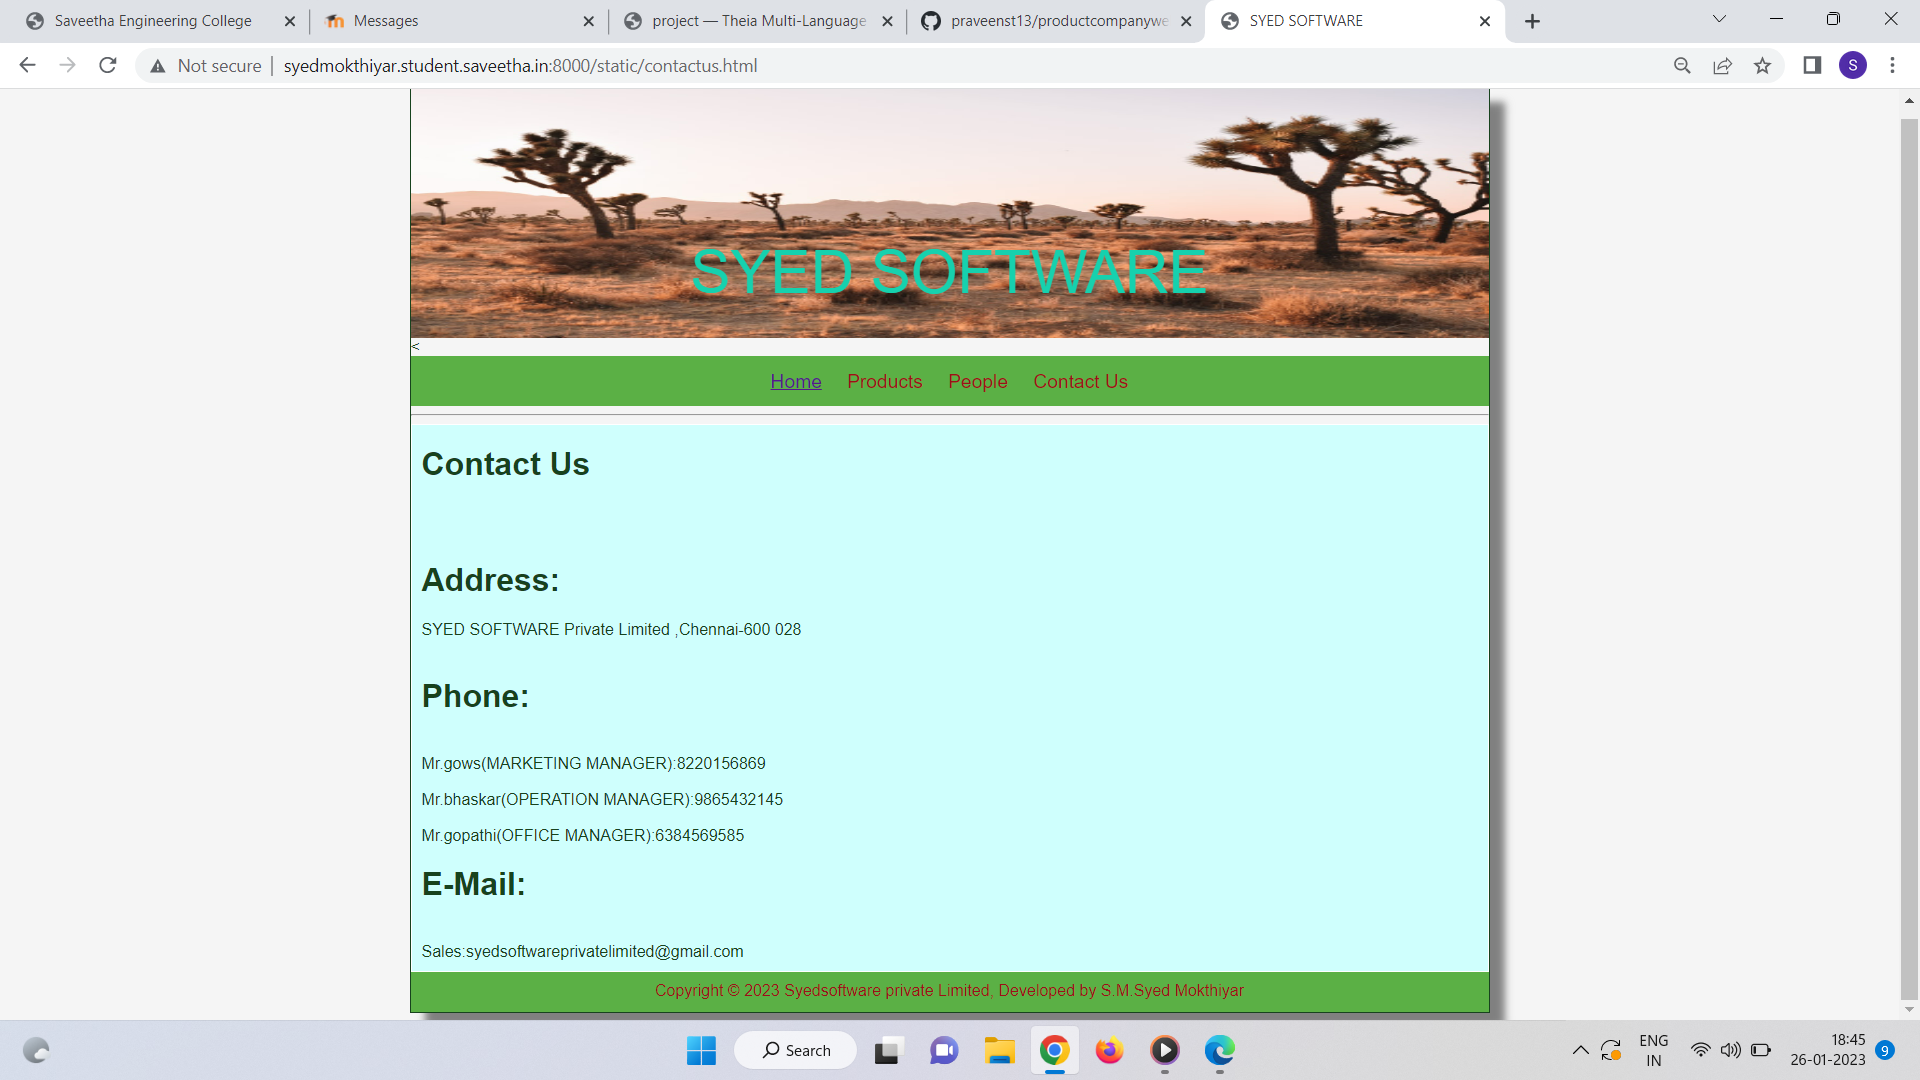 Saveetha Engineering College
Messages
project — Theia Multi-Language
praveenst13/productcompanywe
SYED SOFTWARE
Not secure
syedmokthiyar.student.saveetha.in:8000/static/contactus.html
S
SYED SOFTWARE
<
Home Products People Contact Us
Contact Us
Address:
SYED SOFTWARE Private Limited ,Chennai-600 028
Phone:
Mr.gows(MARKETING MANAGER):8220156869
Mr.bhaskar(OPERATION MANAGER):9865432145
Mr.gopathi(OFFICE MANAGER):6384569585
E-Mail:
Sales:syedsoftwareprivatelimited@gmail.com
Copyright © 2023 Syedsoftware private Limited, Developed by S.M.Syed Mokthiyar
Search
ENG
IN
18:45
26-01-2023
9